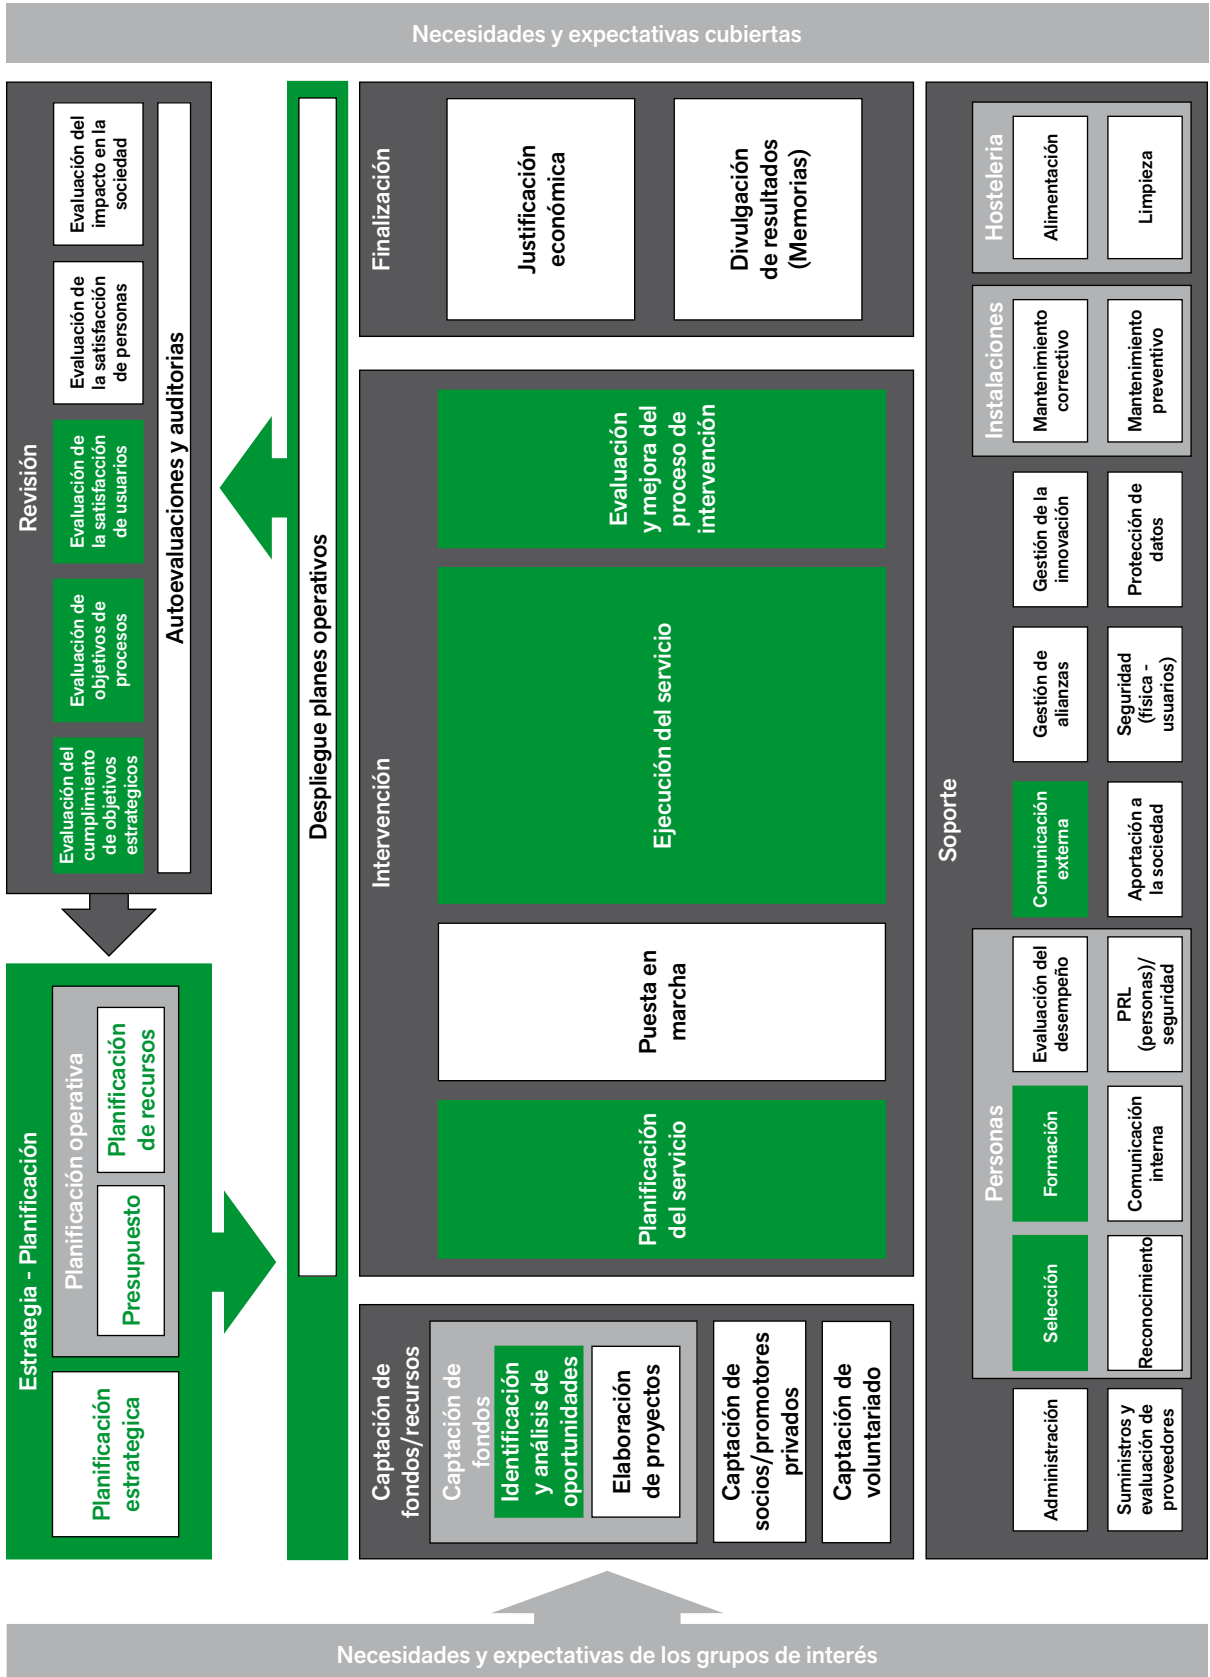 Necesidades y expectativas cubiertas
Estrategia - Planificación
Planificación
estrategica
Planificación operativa
Presupuesto
Planificación
de recursos
Revisión
Evaluación del
cumplimiento
de objetivos
estrategicos
Evaluación de
objetivos de
procesos
Evaluación de
la satisfacción
de usuarios
Evaluación de
la satisfacción
de personas
Evaluación del
impacto en la
sociedad
Autoevaluaciones y auditorias
Despliegue planes operativos
Captación de
fondos/recursos
Captación de
fondos
Identificación
y análisis de
oportunidades
Elaboración
de proyectos
Captación de
socios/promotores
privados
Captación de
voluntariado
Intervención
Planificación
del servicio
Puesta en
marcha
Ejecución del servicio
Evaluación
y mejora del
proceso de
intervención
Finalización
Justificación
económica
Divulgación
de resultados
(Memorias)
Soporte
Administración
Suministros y
evaluación de
proveedores
Personas
Selección
Formación
Evaluación del
desempeño
Reconocimiento
Comunicación
interna
PRL
(personas)/
seguridad
Comunicación
externa
Aportación a
la sociedad
Gestión de
alianzas
Seguridad
(física -
usuarios)
Gestión de la
innovación
Protección de
datos
Instalaciones
Mantenimiento
correctivo
Mantenimiento
preventivo
Hosteleria
Alimentación
Limpieza
Necesidades y expectativas de los grupos de interés